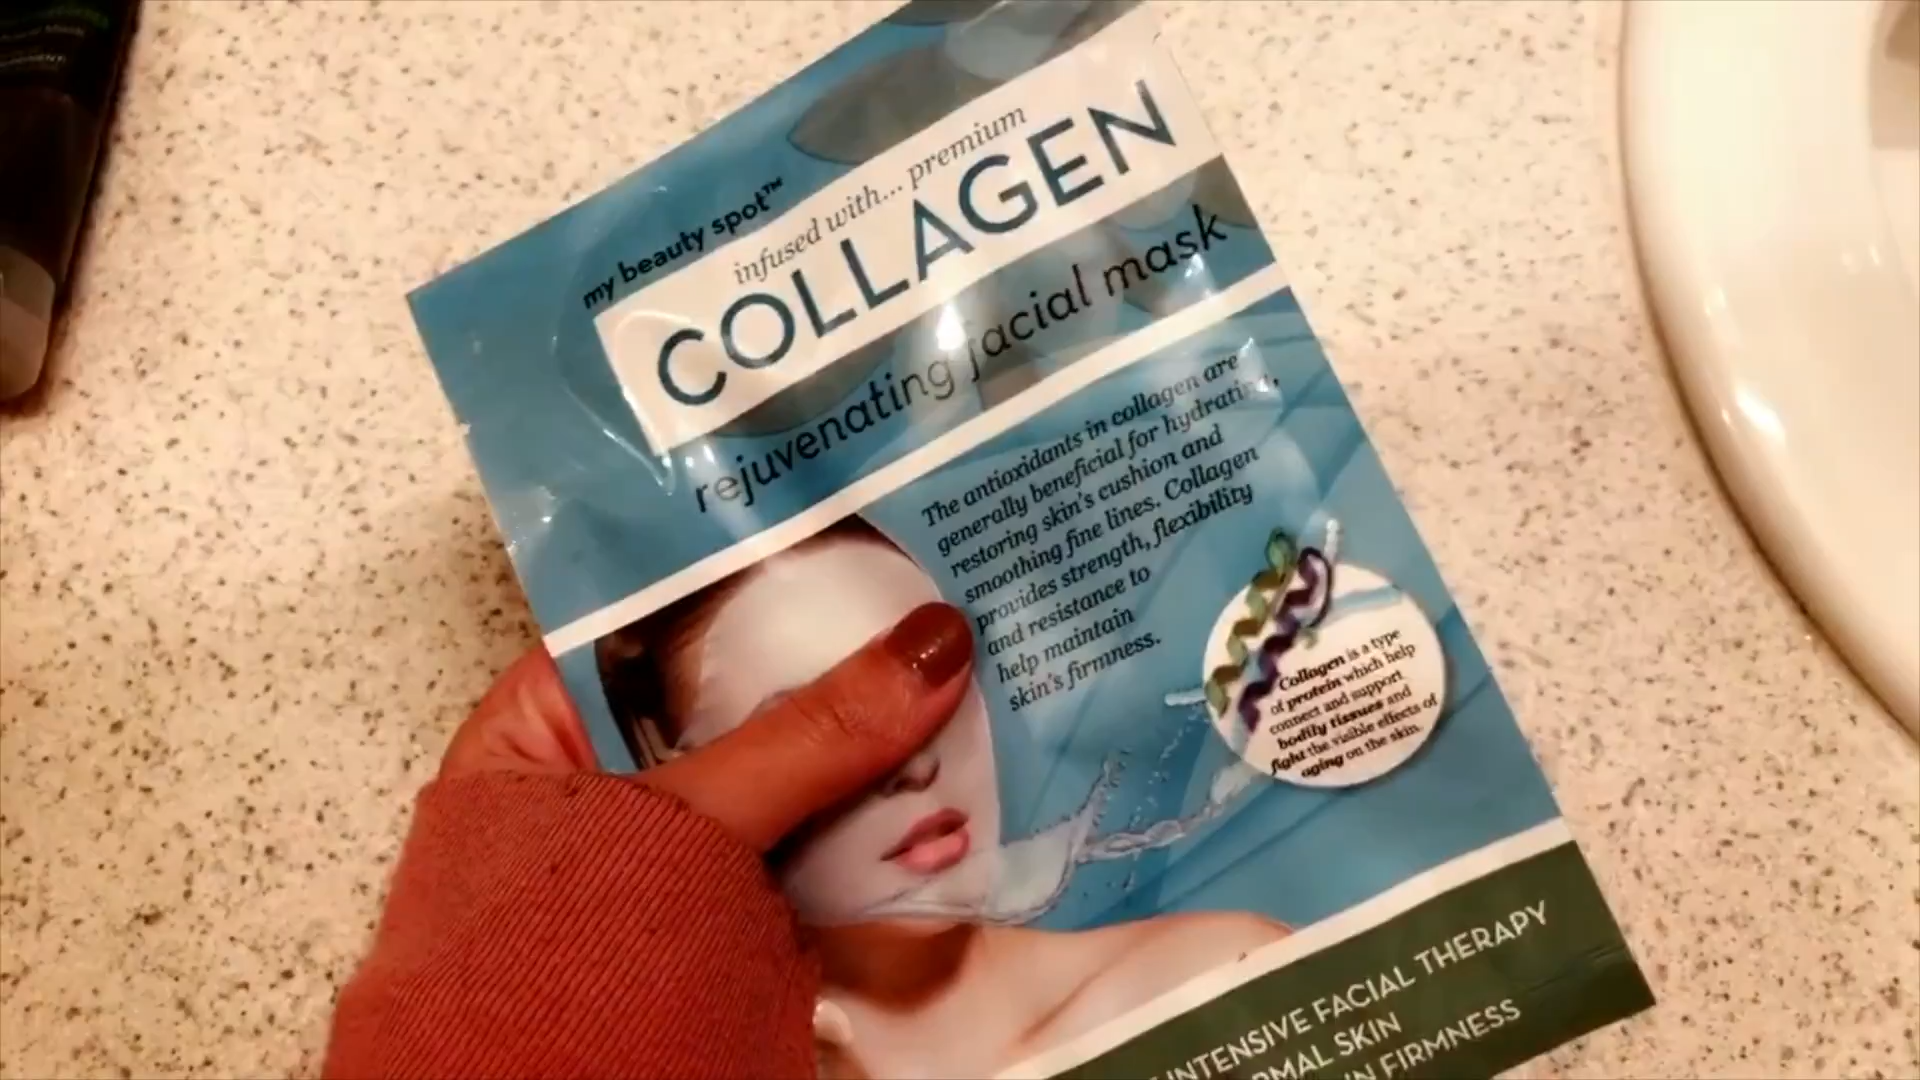 my beauty spot™
infused with... premium
COLLAGEN
rejuvenating facial mask
The antioxidants in collagen are
generally beneficial for hydrating,
restoring skin's cushion and
smoothing fine lines. Collagen
provides strength, flexibility
and resistance to
help maintain
skin's firmness.
Collagen is a type
of protein which help
connect and support
bodily tissues and
fight the visible effects of
aging on the skin.
INTENSIVE FACIAL THERAPY
SKIN
FIRMNESS